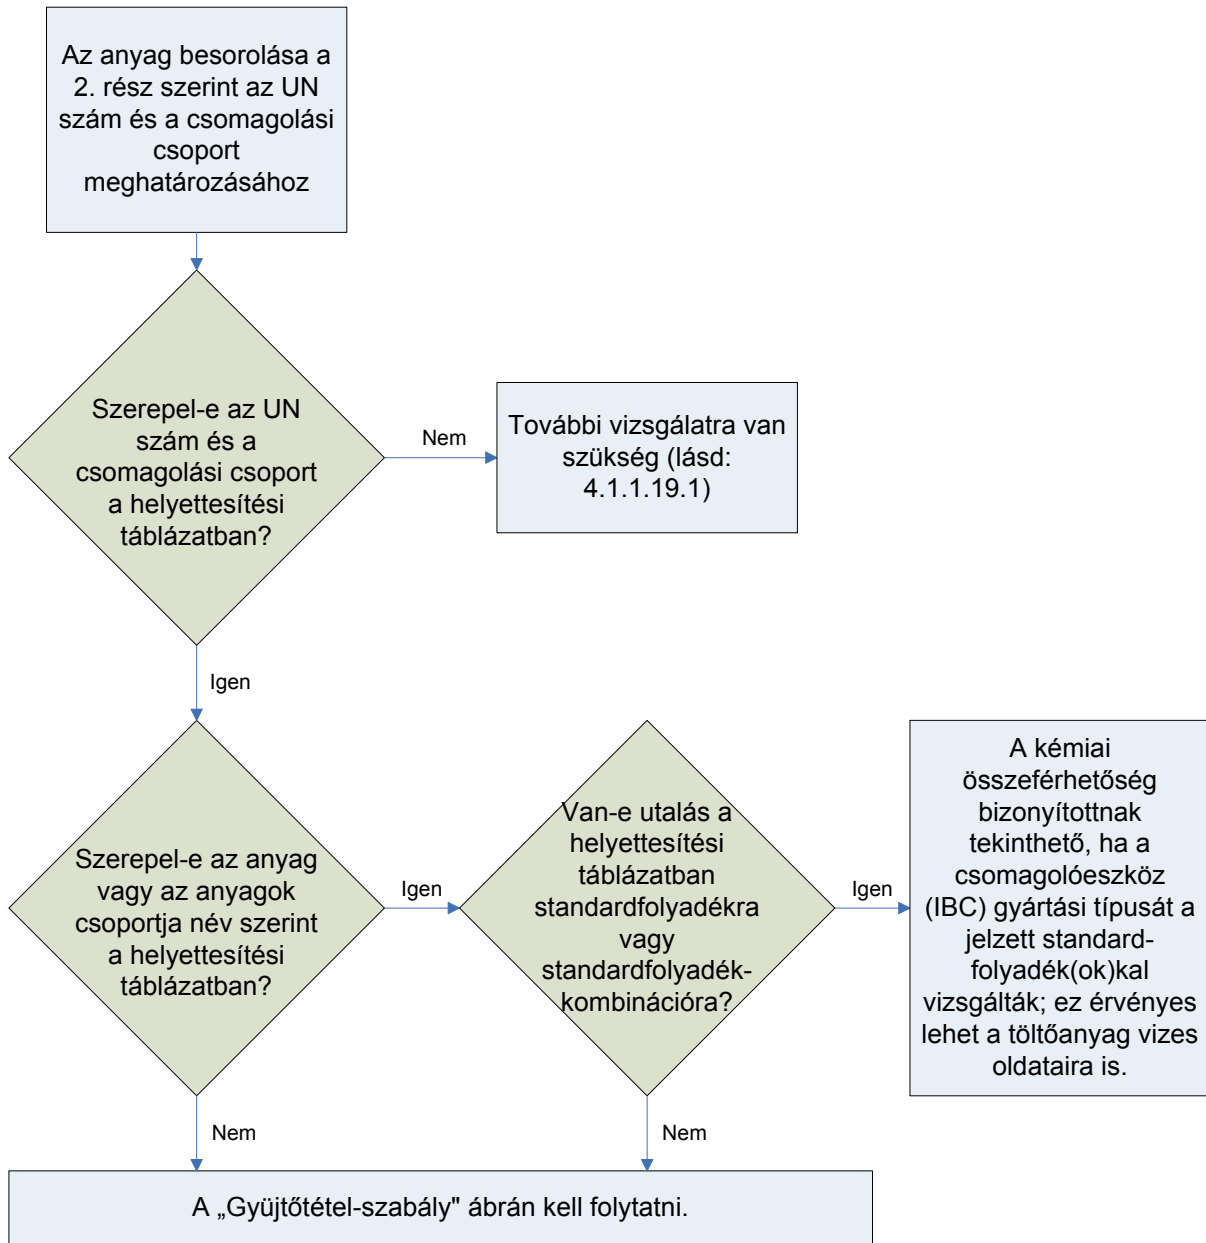 Az anyag besorolása a
2. rész szerint az UN
szám és a csomagolási
csoport
meghatározásához
Szerepel-e az UN
szám és a
csomagolási csoport
a helyettesítési
táblázatban?
Nem
További vizsgálatra van
szükség (lásd:
4.1.1.19.1)
Igen
Szerepel-e az anyag
vagy az anyagok
csoportja név szerint
a helyettesítési
táblázatban?
Igen
Van-e utalás a
helyettesítési
táblázatban
standardfolyadékra
vagy
standardfolyadék-
kombinációra?
Igen
A kémiai
összeférhetőség
bizonyítottnak
tekinthető, ha a
csomagolóeszköz
(IBC) gyártási típusát a
jelzett standard-
folyadék(ok)kal
vizsgálták; ez érvényes
lehet a töltőanyag vizes
oldataira is.
Nem
Nem
A „Gyüjtőtétel-szabály" ábrán kell folytatni.